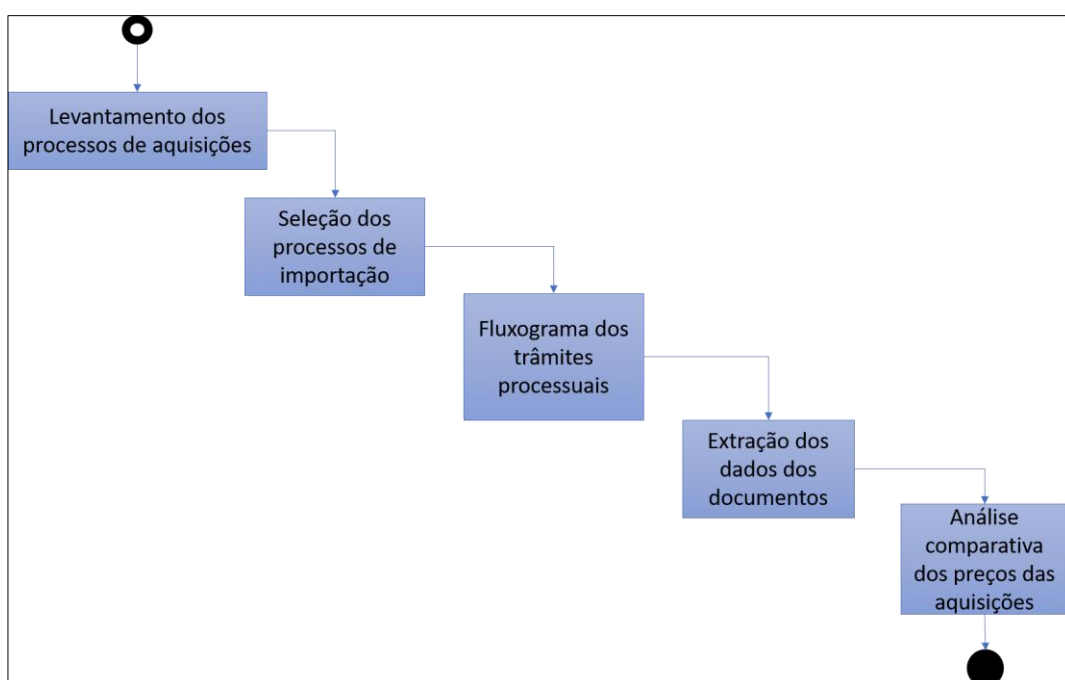 Levantamento dos
processos de aquisições
Seleção dos
processos de
importação
Fluxograma dos
trâmites
processuais
Extração dos
dados dos
documentos
Análise
comparativa
dos preços das
aquisições